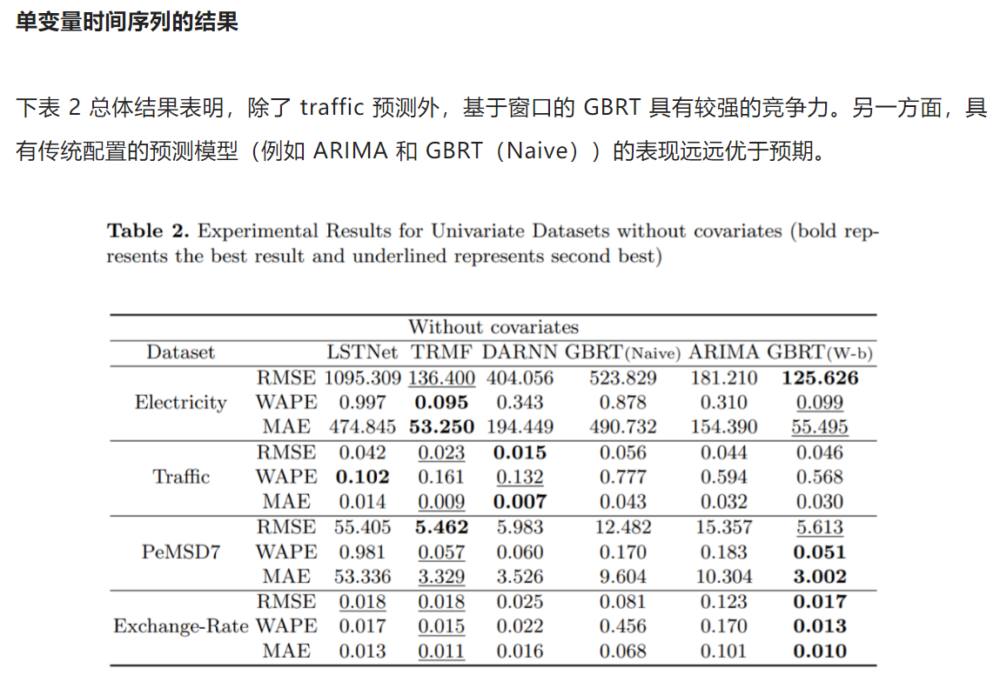 单变量时间序列的结果
下表 2 总体结果表明，除了 traffic 预测外，基于窗口的 GBRT 具有较强的竞争力。另一方面，具
有传统配置的预测模型（例如 ARIMA 和 GBRT（Naive））的表现远远优于预期。
Table 2. Experimental Results for Univariate Datasets without covariates (bold rep-
resents the best result and underlined represents second best)
Without covariates
Dataset LSTNet TRMF DARNN GBRT(Naive) ARIMA GBRT(W-b)
RMSE 1095.309 136.400 404.056 523.829 181.210 125.626
Electricity WAPE 0.997 0.095 0.343 0.878 0.310 0.099
MAE 474.845 53.250 194.449 490.732 154.390 55.495
RMSE 0.042 0.023 0.015 0.056 0.044 0.046
Traffic WAPE 0.102 0.161 0.132 0.777 0.594 0.568
MAE 0.014 0.009 0.007 0.043 0.032 0.030
RMSE 55.405 5.462 5.983 12.482 15.357 5.613
PeMSD7 WAPE 0.981 0.057 0.060 0.170 0.183 0.051
MAE 53.336 3.329 3.526 9.604 10.304 3.002
RMSE 0.018 0.018 0.025 0.081 0.123 0.017
Exchange-Rate WAPE 0.017 0.015 0.022 0.456 0.170 0.013
MAE 0.013 0.011 0.016 0.068 0.101 0.010